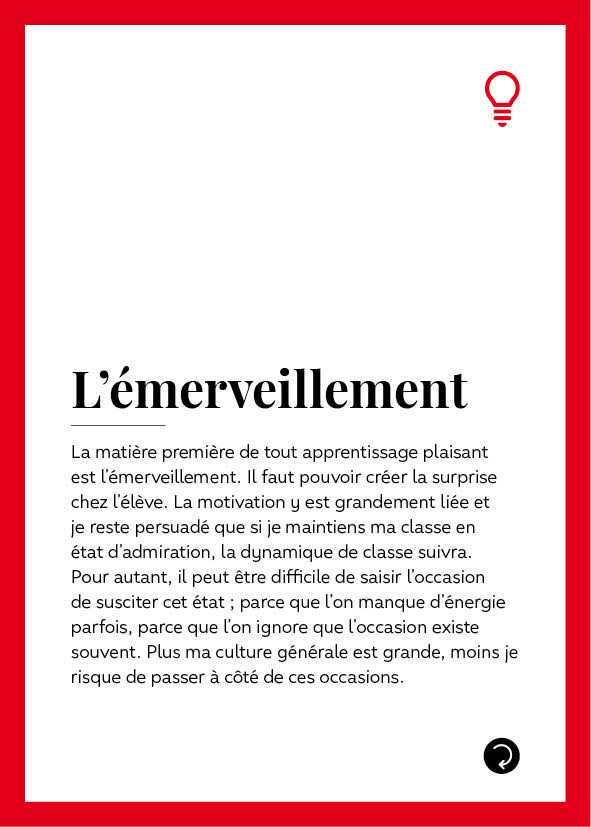 L’émerveillement
La matière première de tout apprentissage plaisant
est l’émerveillement. Il faut pouvoir créer la surprise
chez l’élève. La motivation y est grandement liée et
je reste persuadé que si je maintiens ma classe en
état d’admiration, la dynamique de classe suivra.
Pour autant, il peut être difficile de saisir l’occasion
de susciter cet état ; parce que l’on manque d’énergie
parfois, parce que l’on ignore que l’occasion existe
souvent. Plus ma culture générale est grande, moins je
risque de passer à côté de ces occasions.